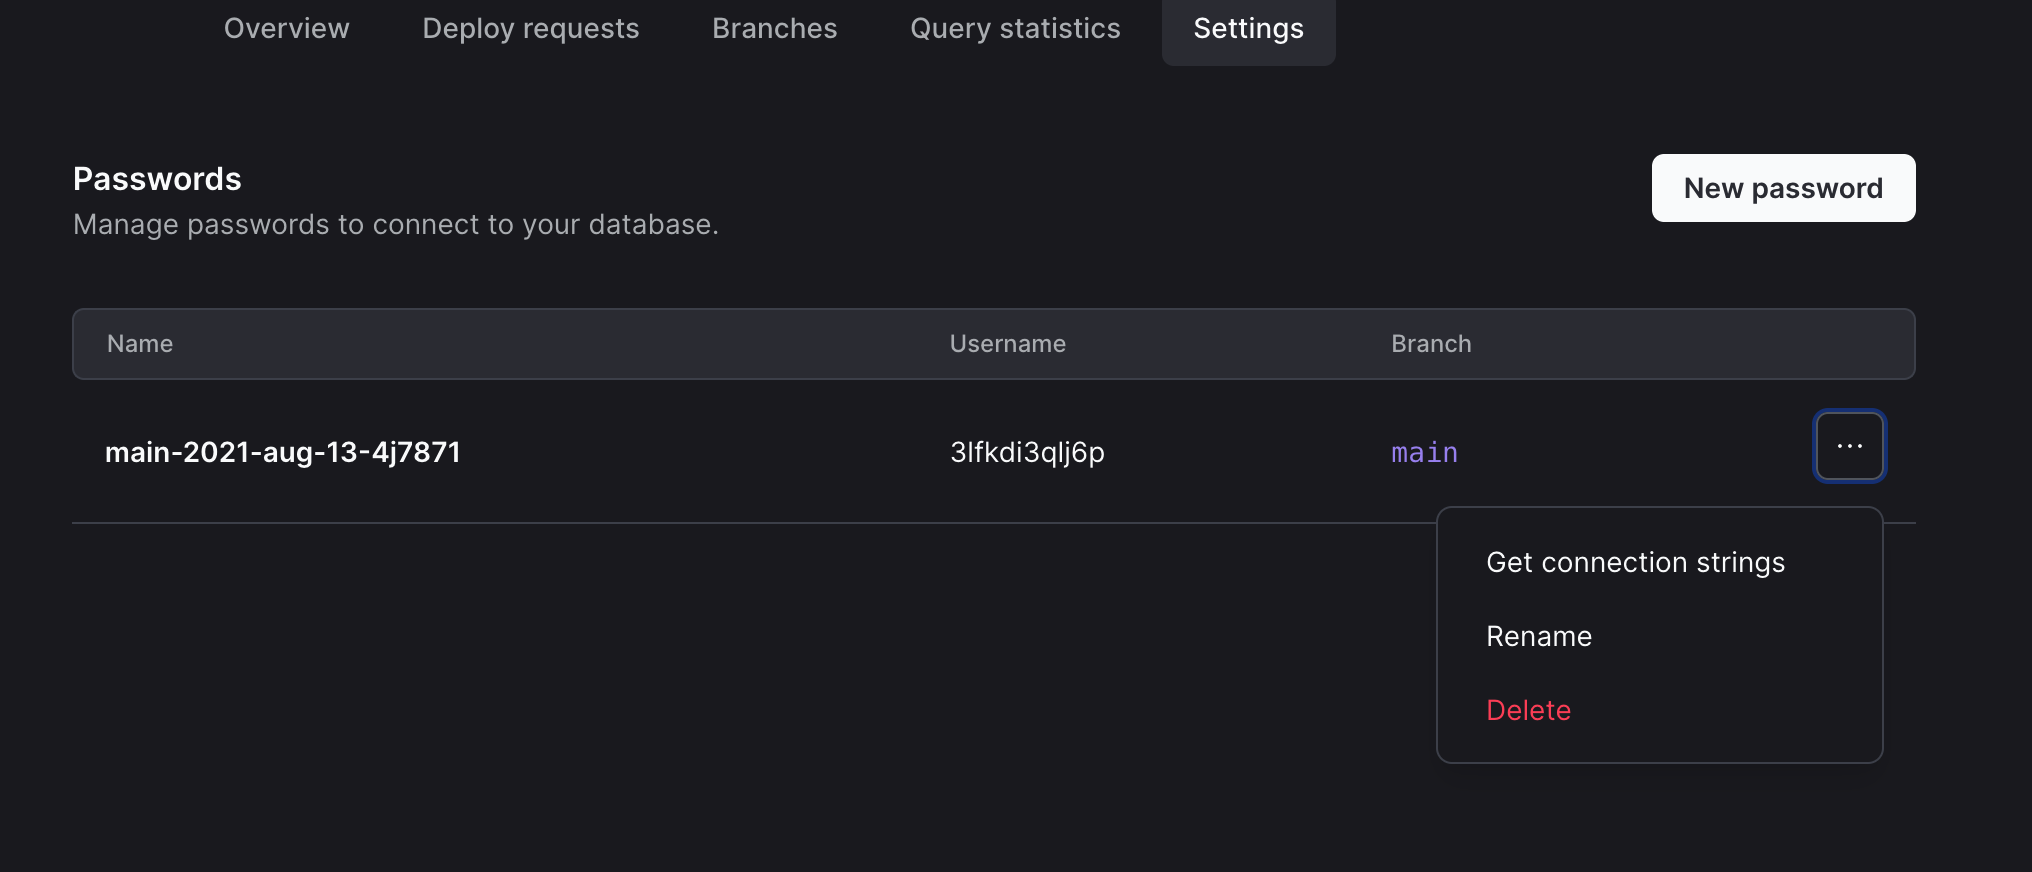 Overview Deploy requests Branches Query statistics Settings
Passwords
New password
Manage passwords to connect to your database.
Name Username Branch
main-2021-aug-13-4j7871 3lfkdi3qlj6p main ...
Get connection strings
Rename
Delete